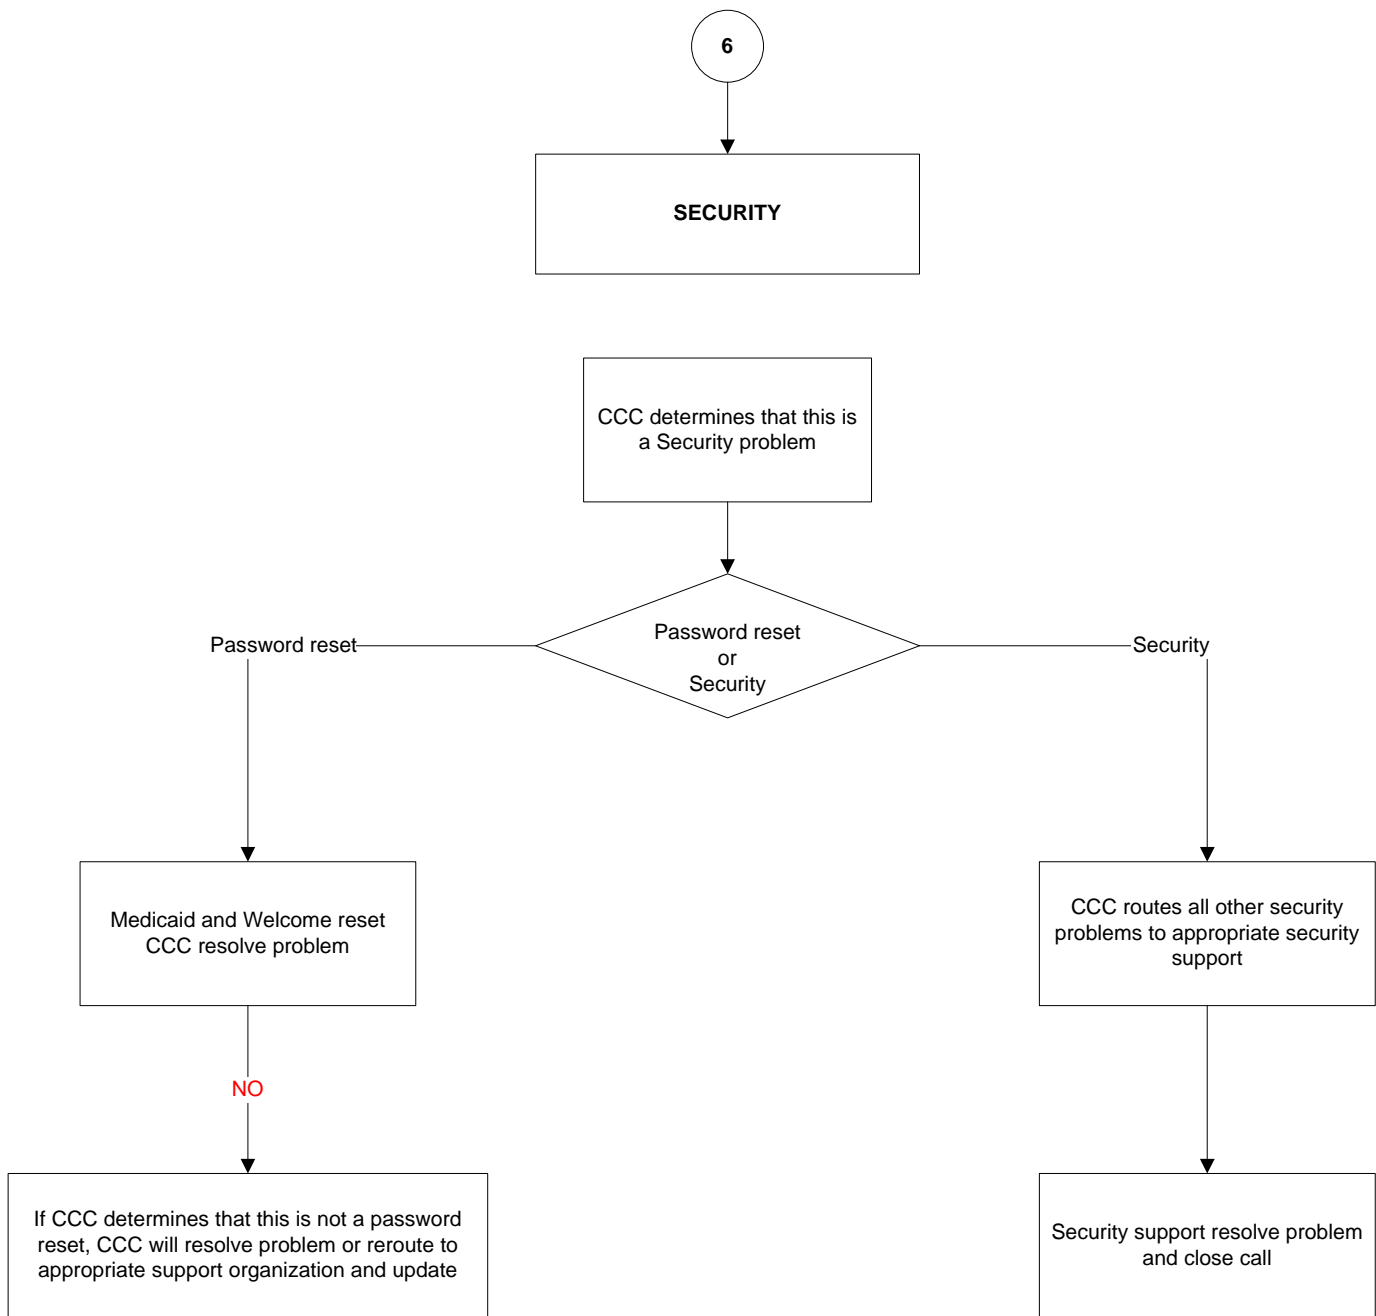 6
SECURITY
CCC determines that this is
a Security problem
Password reset
or
Security
Password reset
Security
Medicaid and Welcome reset
CCC resolve problem
CCC routes all other security
problems to appropriate security
support
NO
If CCC determines that this is not a password
reset, CCC will resolve problem or reroute to
appropriate support organization and update
Security support resolve problem
and close call